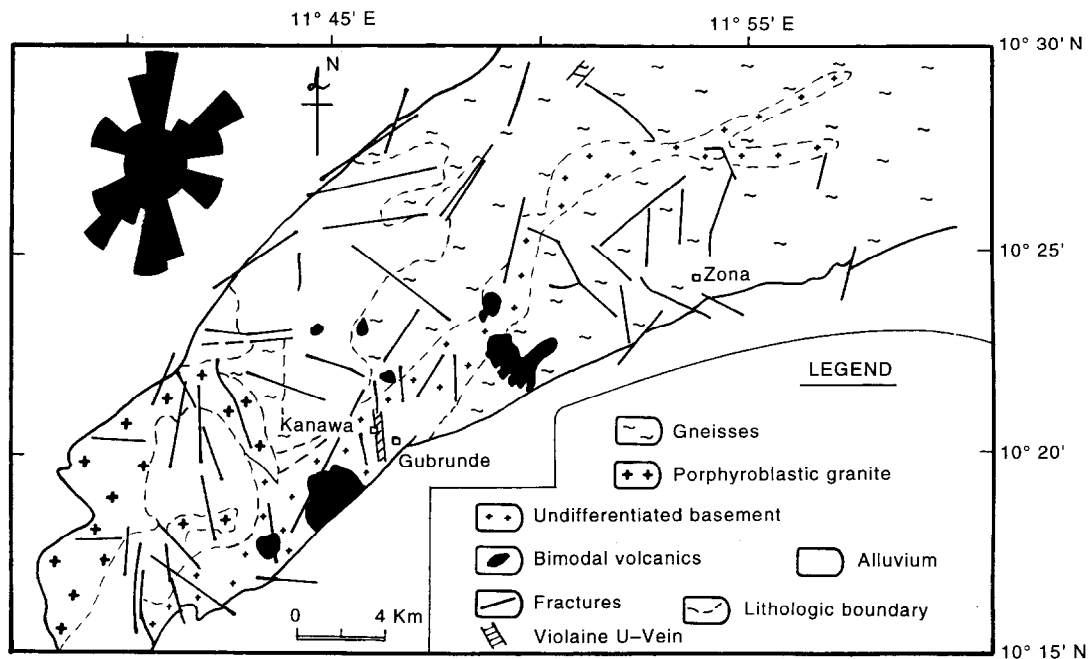 11° 45' E
11° 55' E
10° 30' N
N
10° 25'
Zona
LEGEND
Kanawa
Gubrunde
Gneisses
10° 20'
Porphyroblastic granite
Undifferentiated basement
Bimodal volcanics
Alluvium
Fractures
Lithologic boundary
0 4 Km
Violaine U–Vein
10° 15' N